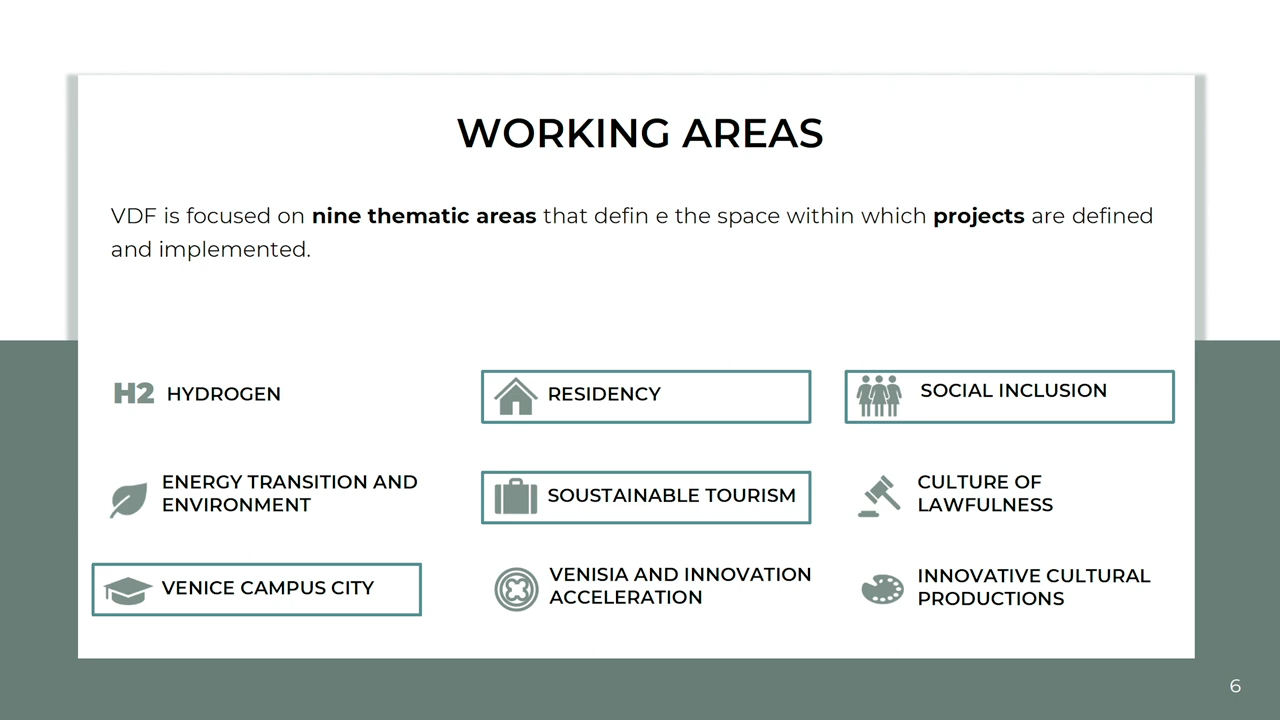 WORKING AREAS
VDF is focused on nine thematic areas that defin e the space within which projects are defined
and implemented.
H2 HYDROGEN
RESIDENCY
SOCIAL INCLUSION
ENERGY TRANSITION AND
ENVIRONMENT
SOUSTAINABLE TOURISM
CULTURE OF
LAWFULNESS
VENICE CAMPUS CITY
VENISIA AND INNOVATION
ACCELERATION
INNOVATIVE CULTURAL
PRODUCTIONS
6